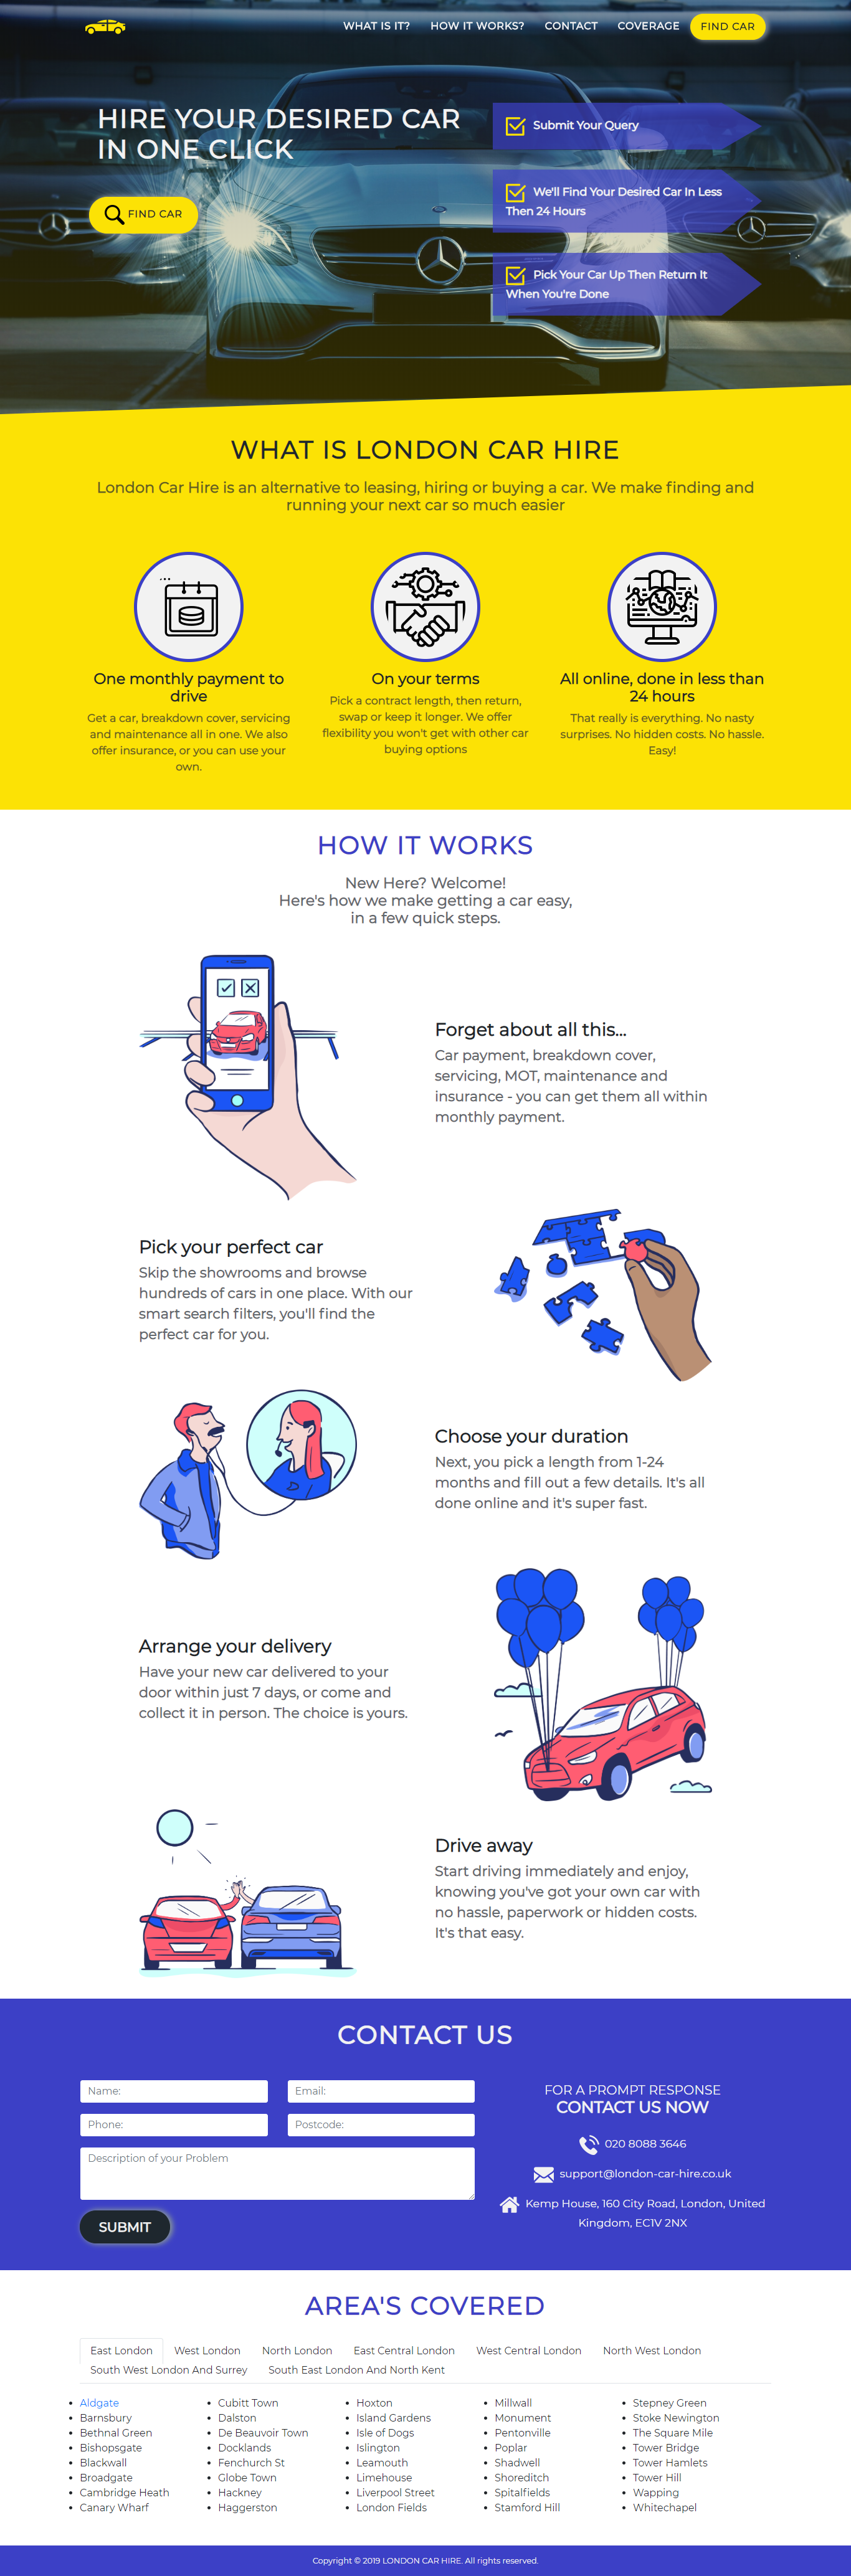 WHAT IS IT? HOW IT WORKS? CONTACT COVERAGE FIND CAR
HIRE YOUR DESIRED CAR
IN ONE CLICK
FIND CAR
Submit Your Query
We'll Find Your Desired Car In Less
Then 24 Hours
Pick Your Car Up Then Return It
When You're Done
WHAT IS LONDON CAR HIRE
London Car Hire is an alternative to leasing, hiring or buying a car. We make finding and
running your next car so much easier
One monthly payment to
drive
Get a car, breakdown cover, servicing
and maintenance all in one. We also
offer insurance, or you can use your
own.
On your terms
Pick a contract length, then return,
swap or keep it longer. We offer
flexibility you won't get with other car
buying options
All online, done in less than
24 hours
That really is everything. No nasty
surprises. No hidden costs. No hassle.
Easy!
HOW IT WORKS
New Here? Welcome!
Here's how we make getting a car easy,
in a few quick steps.
Forget about all this...
Car payment, breakdown cover,
servicing, MOT, maintenance and
insurance - you can get them all within
monthly payment.
Pick your perfect car
Skip the showrooms and browse
hundreds of cars in one place. With our
smart search filters, you'll find the
perfect car for you.
Choose your duration
Next, you pick a length from 1-24
months and fill out a few details. It's all
done online and it's super fast.
Arrange your delivery
Have your new car delivered to your
door within just 7 days, or come and
collect it in person. The choice is yours.
Drive away
Start driving immediately and enjoy,
knowing you've got your own car with
no hassle, paperwork or hidden costs.
It's that easy.
CONTACT US
Name: Email:
Phone: Postcode:
Description of your Problem
SUBMIT
FOR A PROMPT RESPONSE
CONTACT US NOW
020 8088 3646
support@london-car-hire.co.uk
Kemp House, 160 City Road, London, United
Kingdom, EC1V 2NX
AREA'S COVERED
East London West London North London East Central London West Central London North West London
South West London And Surrey South East London And North Kent
Aldgate
Barnsbury
Bethnal Green
Bishopsgate
Blackwall
Broadgate
Cambridge Heath
Canary Wharf
Cubitt Town
Dalston
De Beauvoir Town
Docklands
Fenchurch St
Globe Town
Hackney
Haggerston
Hoxton
Island Gardens
Isle of Dogs
Islington
Leamouth
Limehouse
Liverpool Street
London Fields
Millwall
Monument
Pentonville
Poplar
Shadwell
Shoreditch
Spitalfields
Stamford Hill
Stepney Green
Stoke Newington
The Square Mile
Tower Bridge
Tower Hamlets
Tower Hill
Wapping
Whitechapel
Copyright © 2019 LONDON CAR HIRE. All rights reserved.